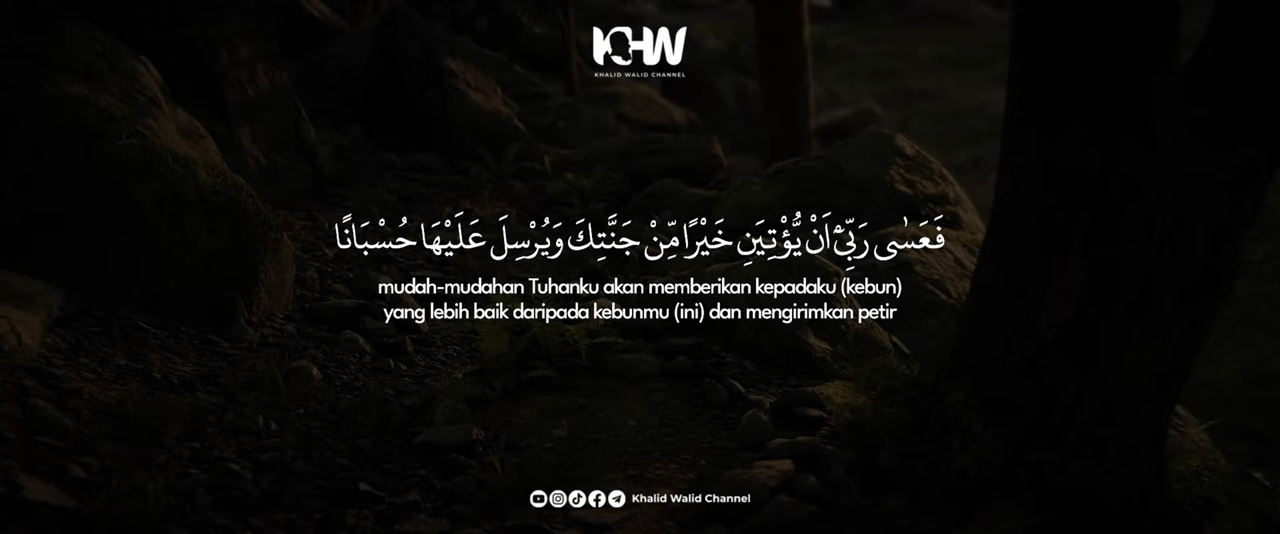 KHW
KHALID WALID CHANNEL
فَعَسٰى رَبِّيْٓ اَنْ يُّؤْتِيَنِ خَيْرًا مِّنْ جَنَّتِكَ وَيُرْسِلَ عَلَيْهَا حُسْبَانًا
mudah-mudahan Tuhanku akan memberikan kepadaku (kebun)
yang lebih baik daripada kebunmu (ini) dan mengirimkan petir
Khalid Walid Channel